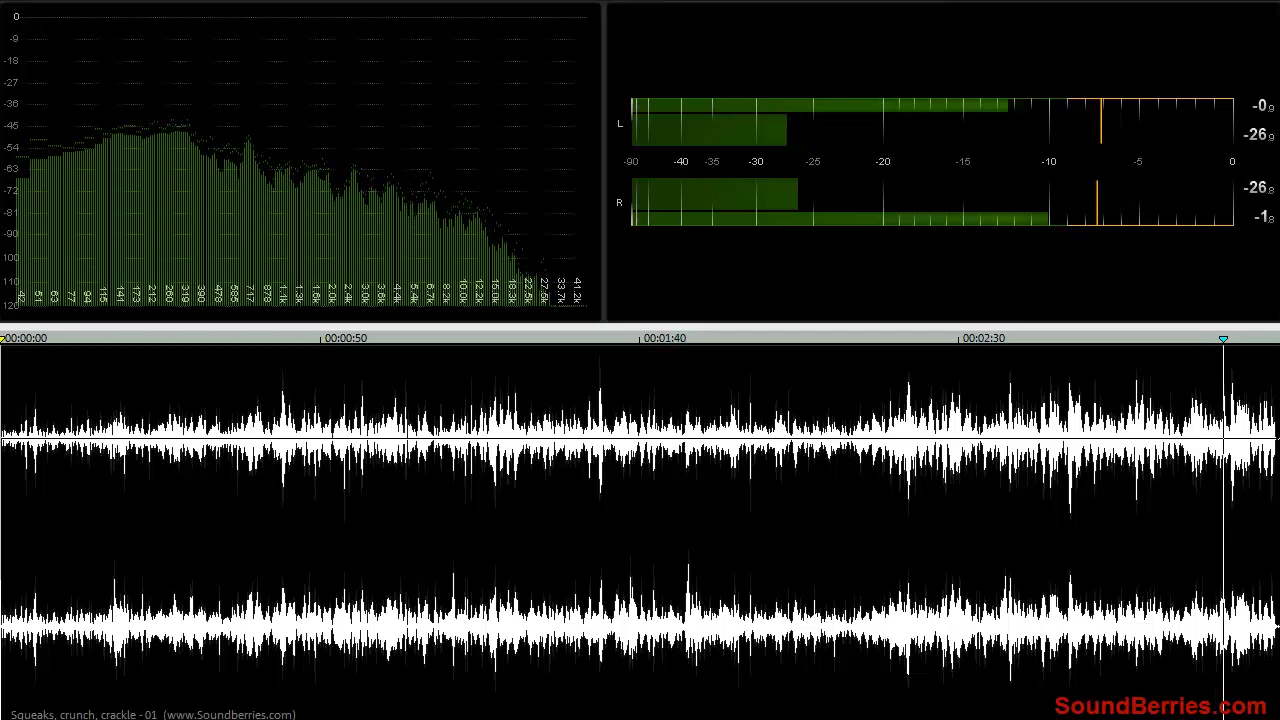 0
-9
-18
-27
-36
-45
-54
-63
-72
-81
-90
100
110
120
42 51 63 77 94 115 141 173 212 260 319 390 478 585 717 878 1.1k 1.3k 1.6k 2.0k 2.4k 3.0k 3.6k 4.4k 5.4k 6.7k 8.2k 10.0k 12.2k 15.0k 18.3k 22.5k 27.5k 33.7k 41.2k
L
-0.9
-26.9
-90 -40 -35 -30 -25 -20 -15 -10 -5 0
R
-26.8
-1.8
00:00:00 00:00:50 00:01:40 00:02:30
Squeaks, crunch, crackle - 01 (www.Soundberries.com)
SoundBerries.com